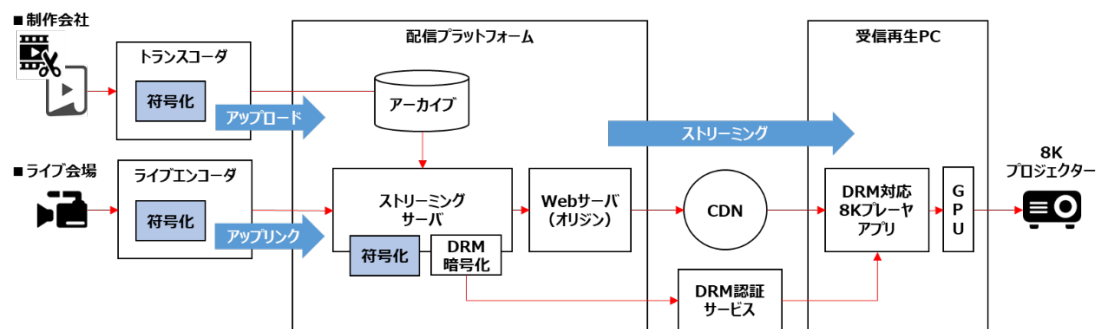 ■制作会社
トランスコーダ
符号化
アップロード
配信プラットフォーム
アーカイブ
ストリーミング
受信再生PC
■ライブ会場
ライブエンコーダ
符号化
アップリンク
ストリーミング
サーバ
符号化
DRM
暗号化
Webサーバ
（オリジン）
CDN
DRM認証
サービス
DRM対応
8Kプレーヤ
アプリ
GPU
8K
プロジェクター